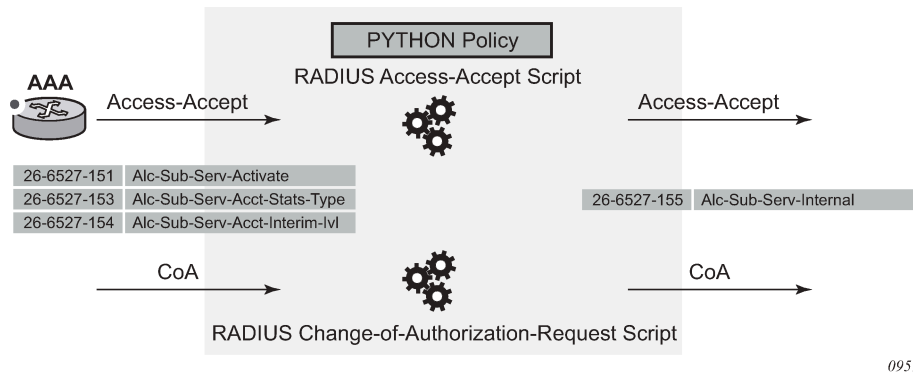 PYTHON Policy
RADIUS Access-Accept Script
AAA
Access-Accept
Access-Accept
26-6527-151 Alc-Sub-Serv-Activate
26-6527-153 Alc-Sub-Serv-Acct-Stats-Type
26-6527-155 Alc-Sub-Serv-Internal
26-6527-154 Alc-Sub-Serv-Acct-Interim-Ivl
CoA
CoA
RADIUS Change-of-Authorization-Request Script
095